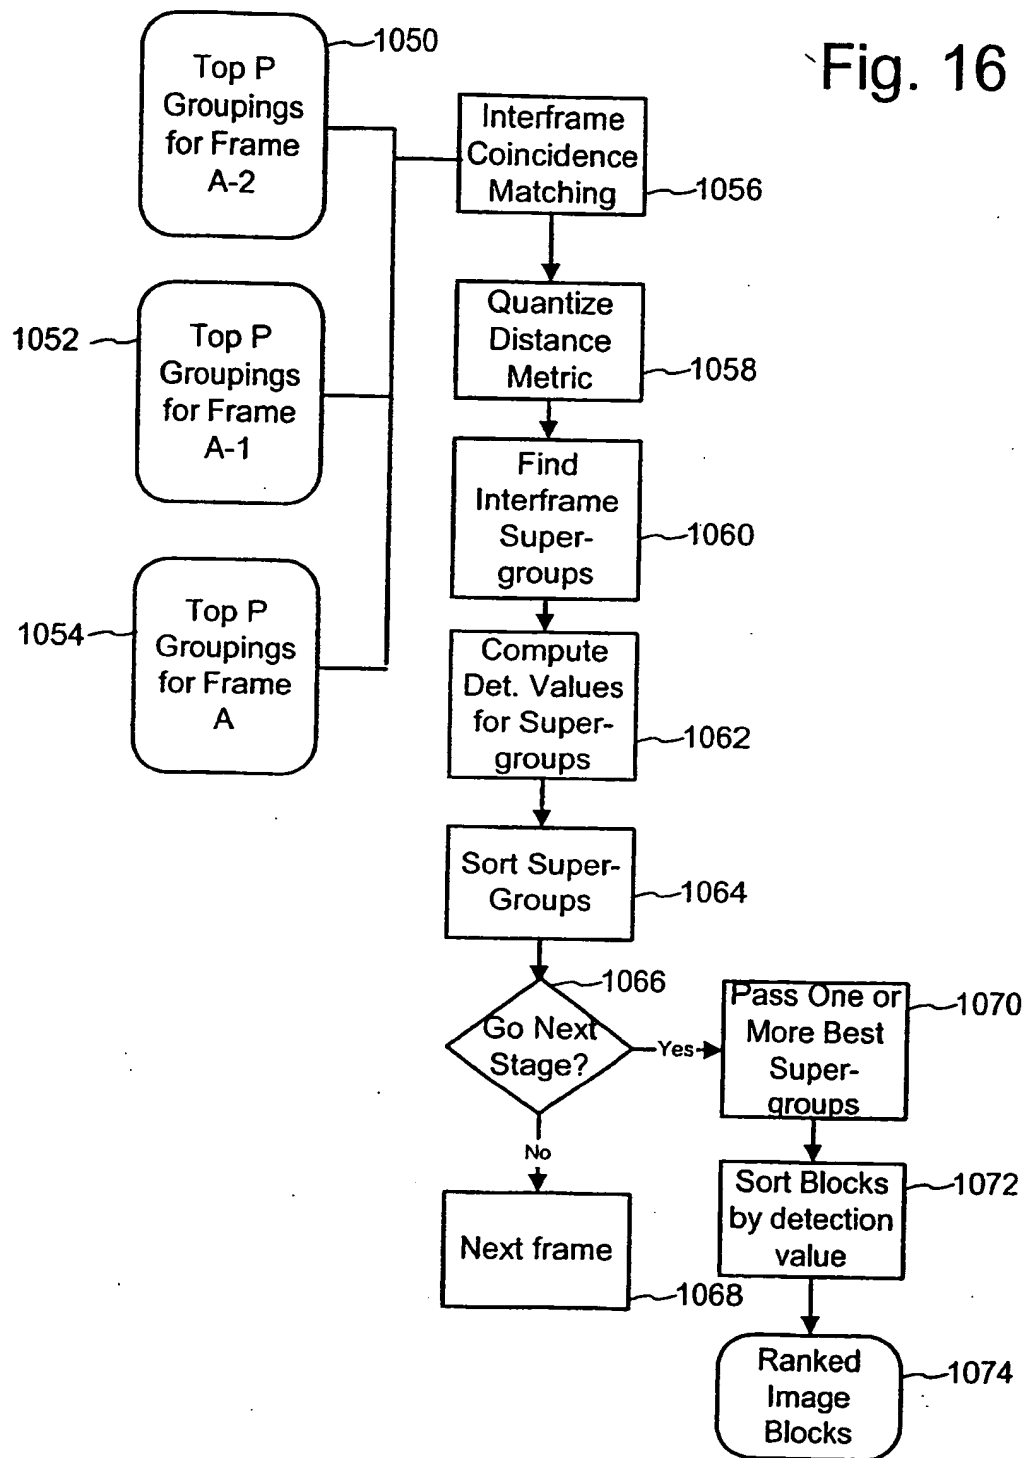 Fig. 16
1050
Top P
Groupings
for Frame
A-2
1052
Top P
Groupings
for Frame
A-1
1054
Top P
Groupings
for Frame
A
Interframe
Coincidence
Matching
1056
Quantize
Distance
Metric
1058
Find
Interframe
Super-
groups
1060
Compute
Det. Values
for Super-
groups
1062
Sort Super-
Groups
1064
1066
Go Next
Stage?
Yes
No
Next frame
1068
Pass One or
More Best
Super-
groups
1070
Sort Blocks
by detection
value
1072
Ranked
Image
Blocks
1074